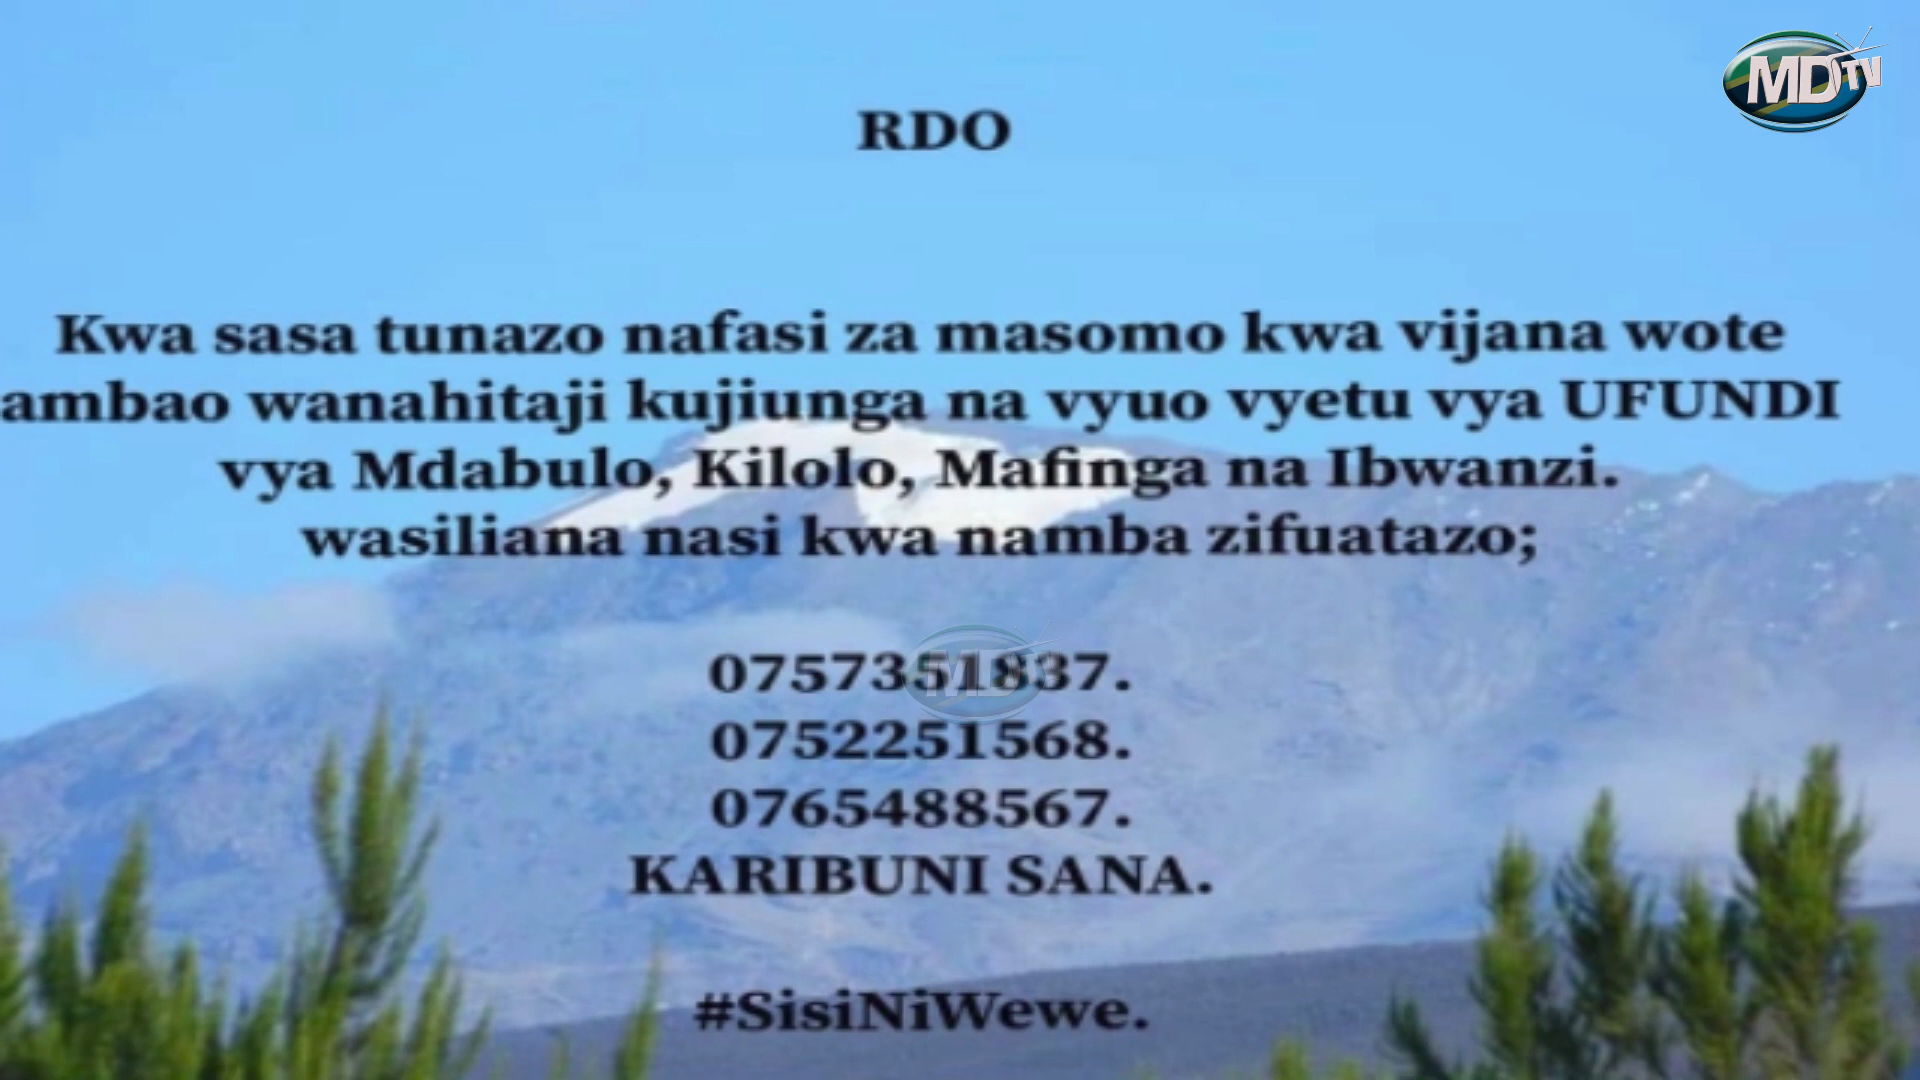 MDTV
RDO
Kwa sasa tunazo nafasi za masomo kwa vijana wote
ambao wanahitaji kujiunga na vyuo vyetu vya UFUNDI
vya Mdabulo, Kilolo, Mafinga na Ibwanzi.
wasiliana nasi kwa namba zifuatazo;
0757351837.
MDTV
0752251568.
0765488567.
KARIBUNI SANA.
#SisiNiWewe.